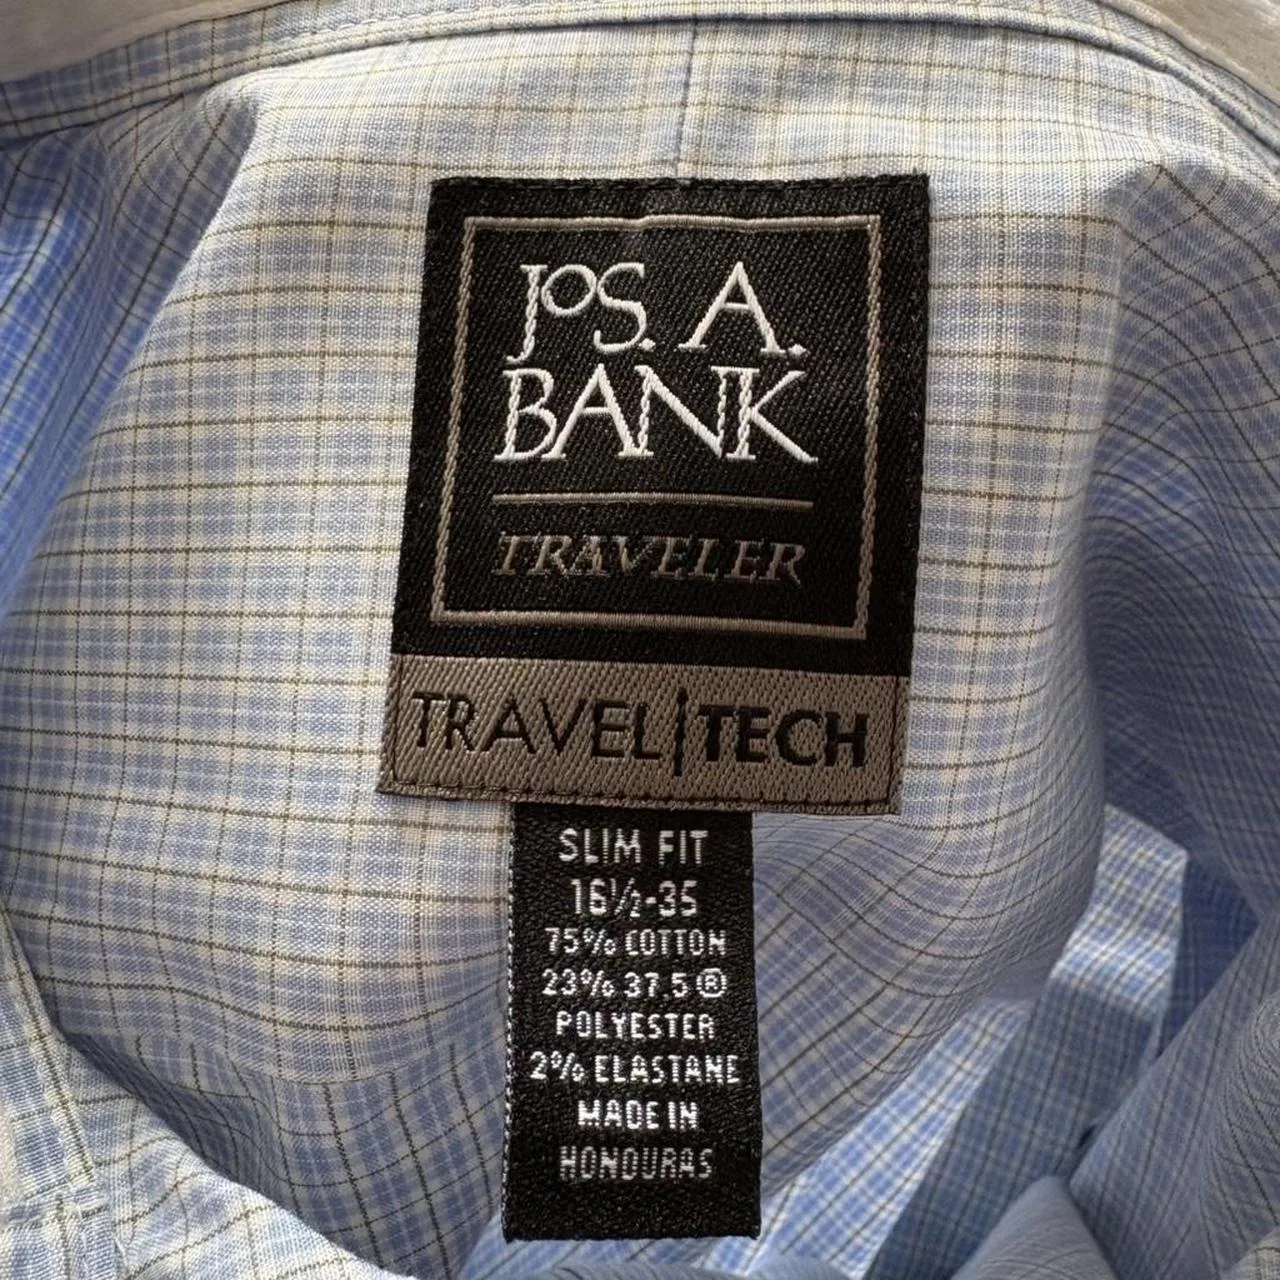 JOS. A.
BANK
TRAVELER
TRAVEL|TECH
SLIM FIT
16½-35
75% COTTON
23% 37.5®
POLYESTER
2% ELASTANE
MADE IN
HONDURAS